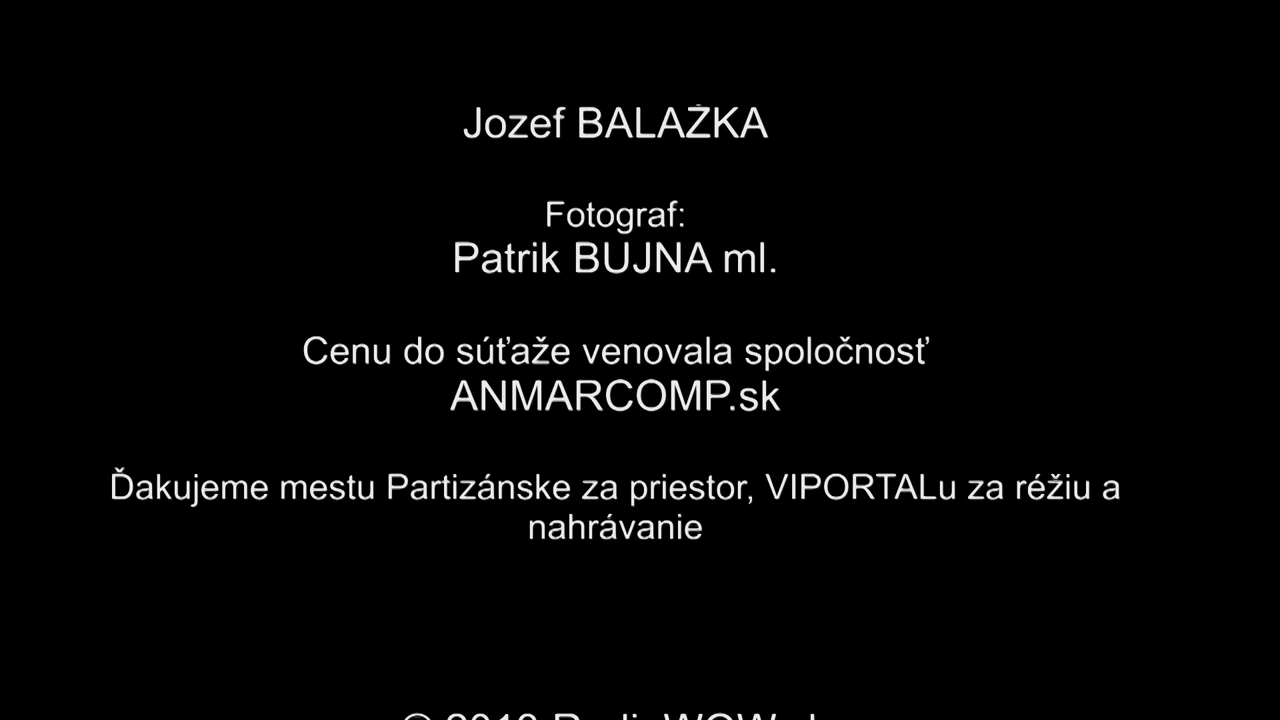 Jozef BALAŽKA
Fotograf:
Patrik BUJNA ml.
Cenu do súťaže venovala spoločnosť
ANMARCOMP.sk
Ďakujeme mestu Partizánske za priestor, VIPORTALu za réžiu a
nahrávanie